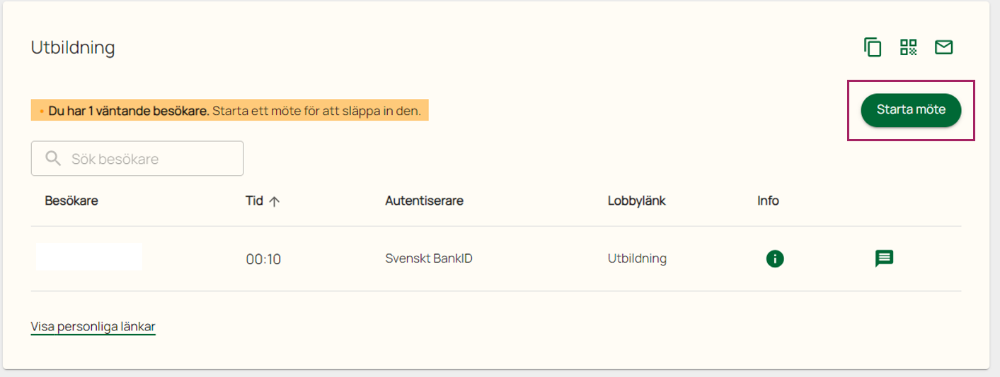 Utbildning
Du har 1 väntande besökare. Starta ett möte för att släppa in den.
Starta möte
Sök besökare
Besökare Tid Autentiserare Lobbylänk Info
00:10 Svenskt BankID Utbildning
Visa personliga länkar